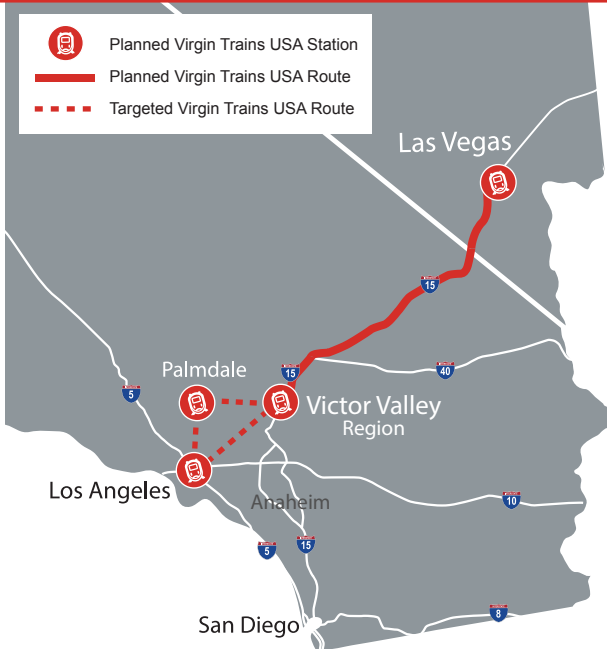 Planned Virgin Trains USA Station
Planned Virgin Trains USA Route
Targeted Virgin Trains USA Route
Las Vegas
15
Palmdale
15
40
5
Victor Valley
Region
Los Angeles
Anaheim
10
5
15
San Diego
8